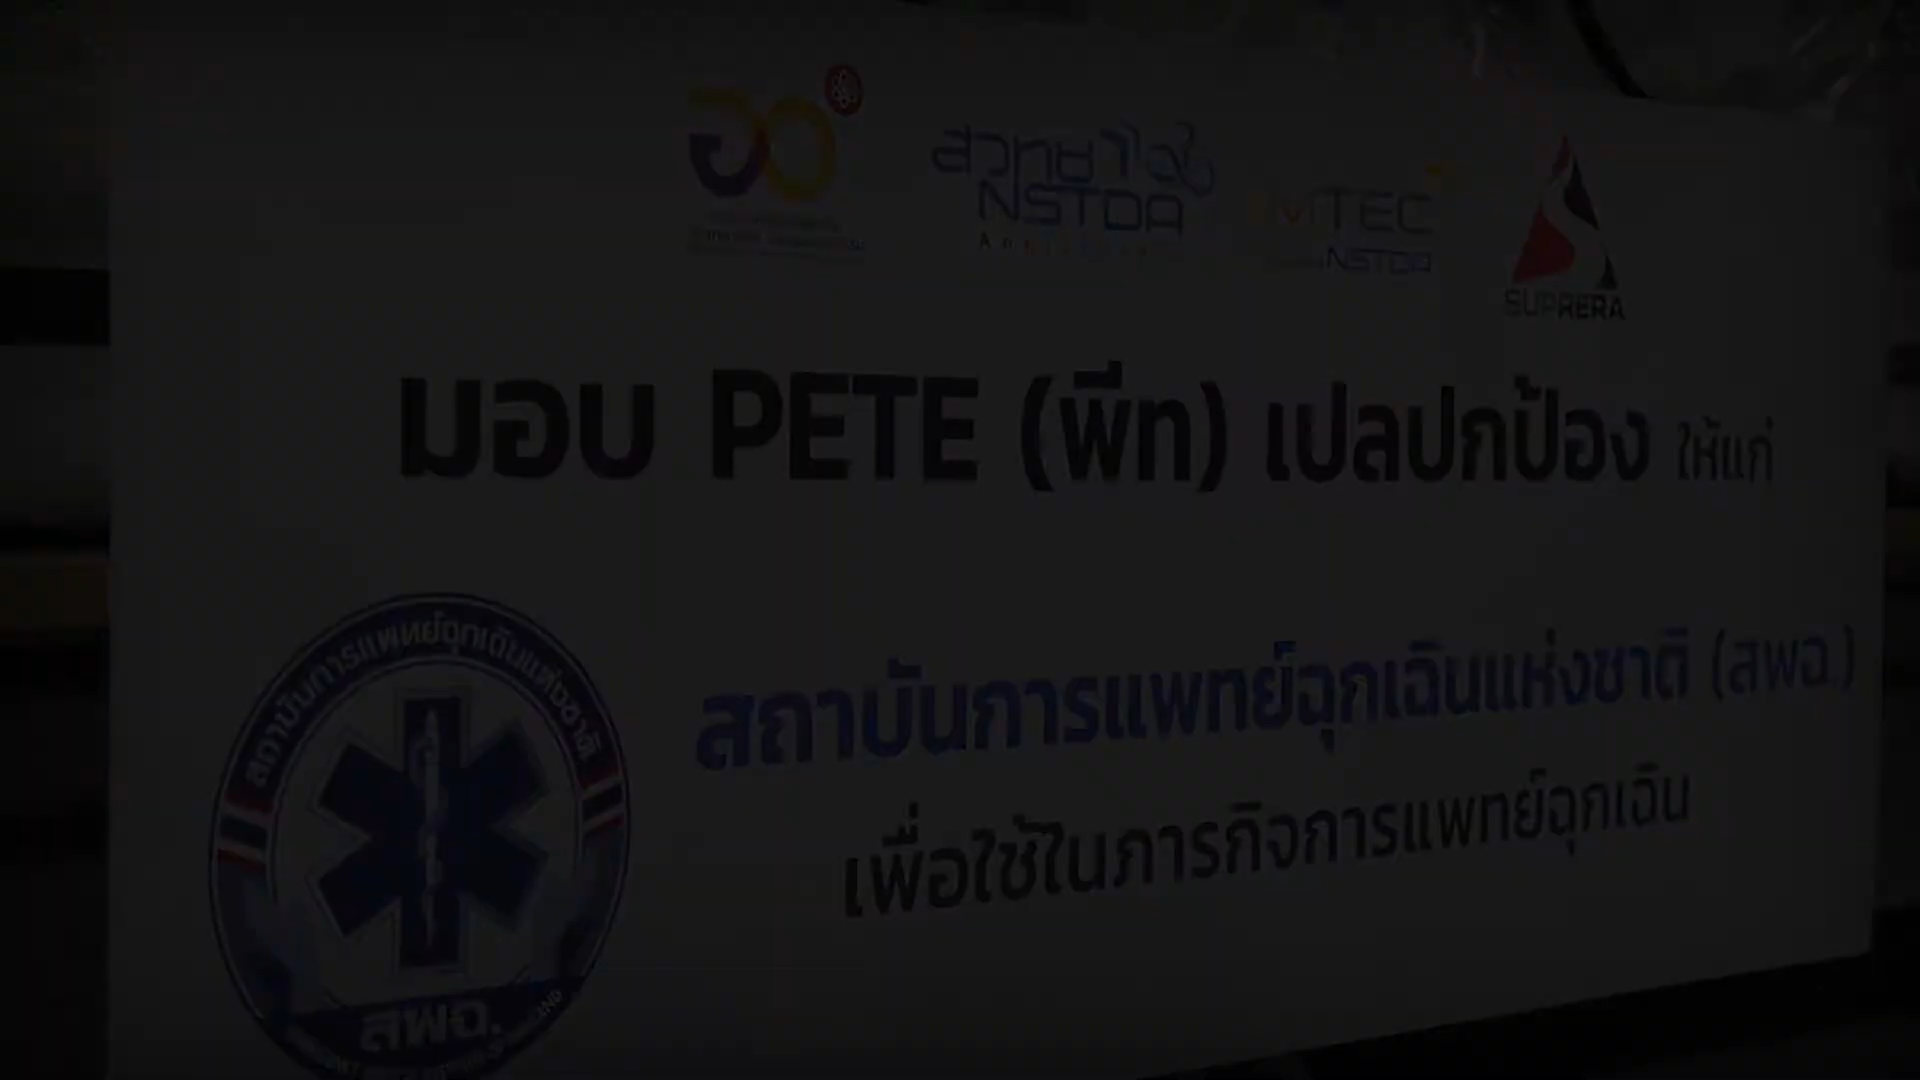 สวทช
NSTDA
MTEC
NSTDA
SUPRERA
มอบ PETE (พีท) เปลปกป้อง ให้แก่
สถาบันการแพทย์ฉุกเฉินแห่งชาติ
สถาบันการแพทย์ฉุกเฉินแห่งชาติ (สพฉ.)
เพื่อใช้ในภารกิจการแพทย์ฉุกเฉิน
สพฉ.